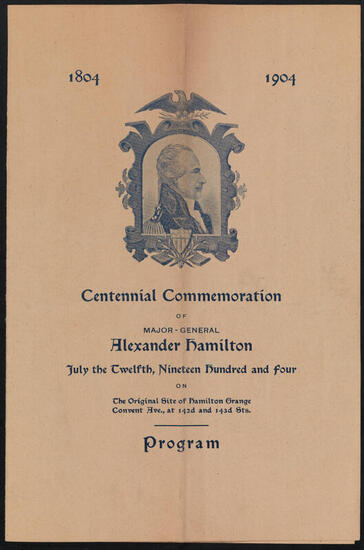 1804 1904
Centennial Commemoration
OF
MAJOR-GENERAL
Alexander Hamilton
July the Twelfth, Nineteen Hundred and Four
ON
The Original Site of Hamilton Grange
Convent Ave., at 142d and 143d Sts.
Program